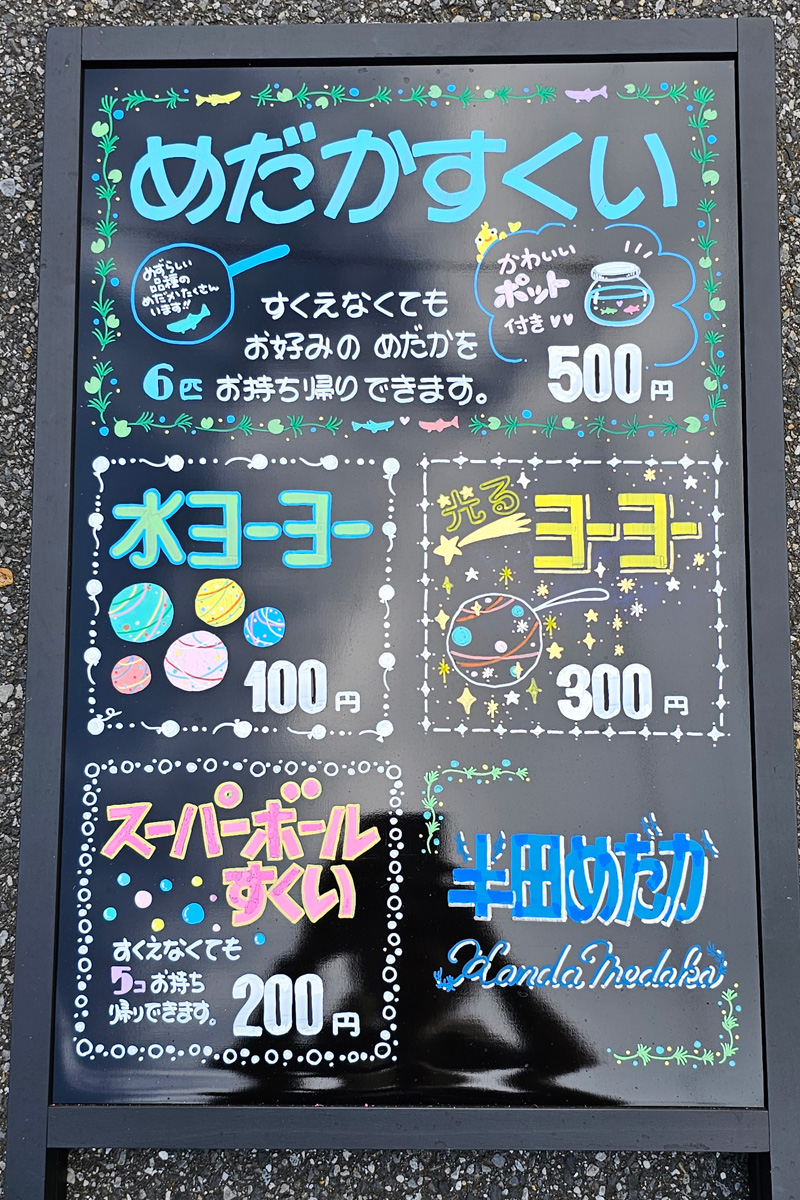 めだかすくい
めずらしい
品種の
めだかたくさん
います!!
かわいい
ポット
付き♡♡
すくえなくても
お好みの めだかを
6匹 お持ち帰りできます。
500円
水ヨーヨー
100円
光る
ヨーヨー
300円
スーパーボール
すくい
すくえなくても
5コお持ち
帰りできます。
200円
半田めだか
Handa Medaka